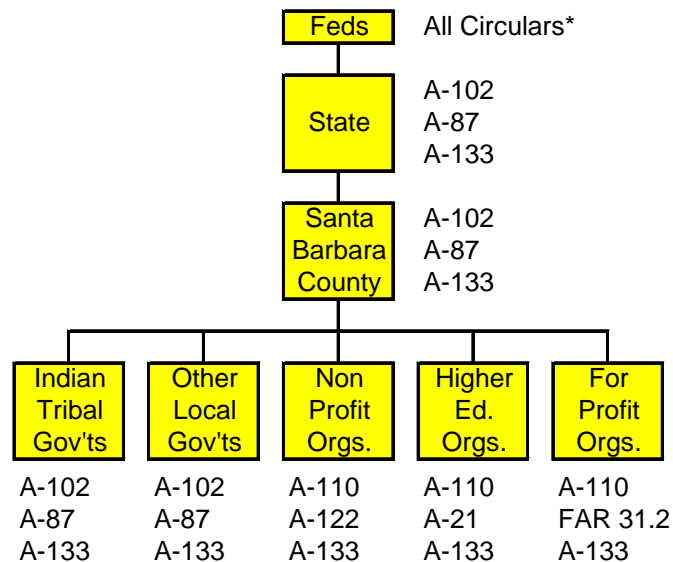 Feds All Circulars*
State
A-102
A-87
A-133
Santa
Barbara
County
A-102
A-87
A-133
Indian
Tribal
Gov'ts
Other
Local
Gov'ts
Non
Profit
Orgs.
Higher
Ed.
Orgs.
For
Profit
Orgs.
A-102
A-87
A-133
A-102
A-87
A-133
A-110
A-122
A-133
A-110
A-21
A-133
A-110
FAR 31.2
A-133